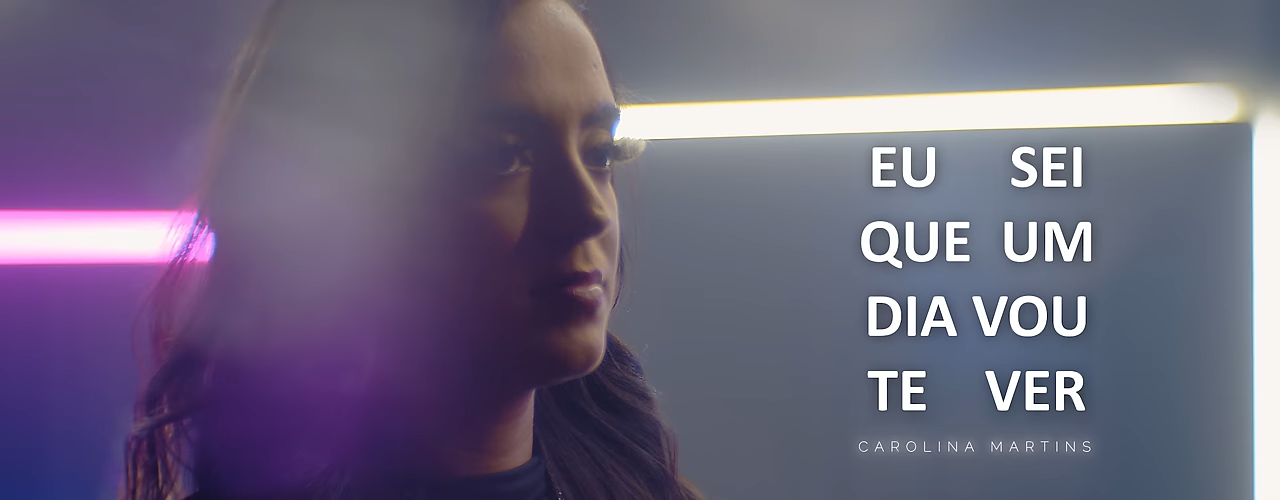 EU SEI
QUE UM
DIA VOU
TE VER
CAROLINA MARTINS